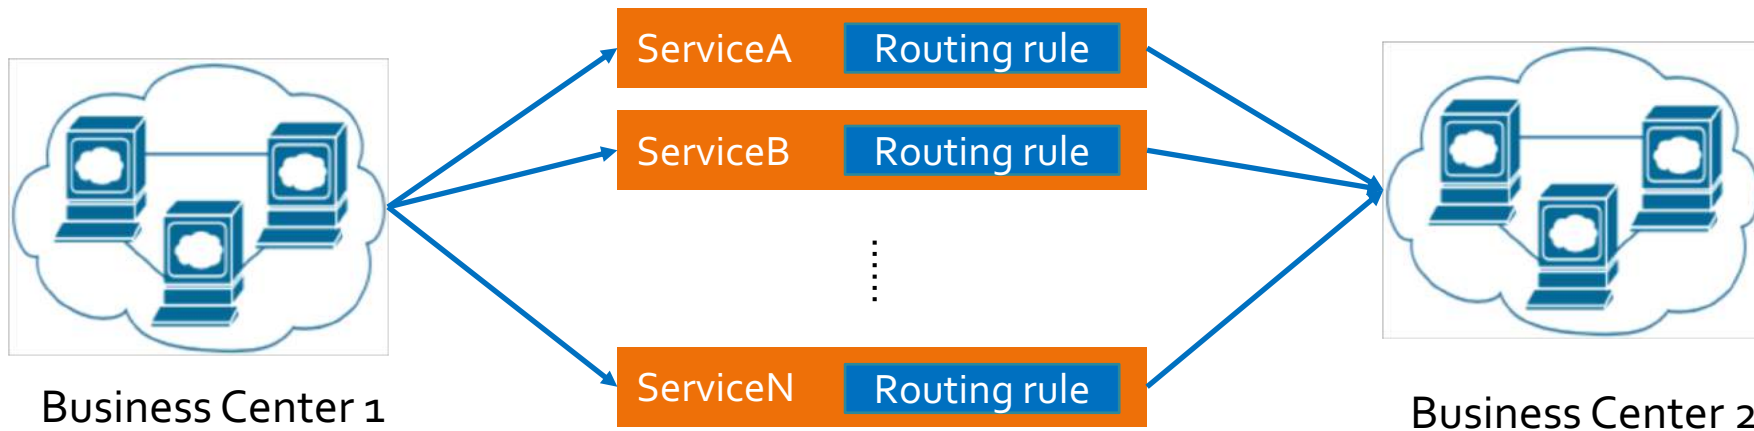 ServiceA Routing rule
ServiceB Routing rule
ServiceN Routing rule
Business Center 1
Business Center 2